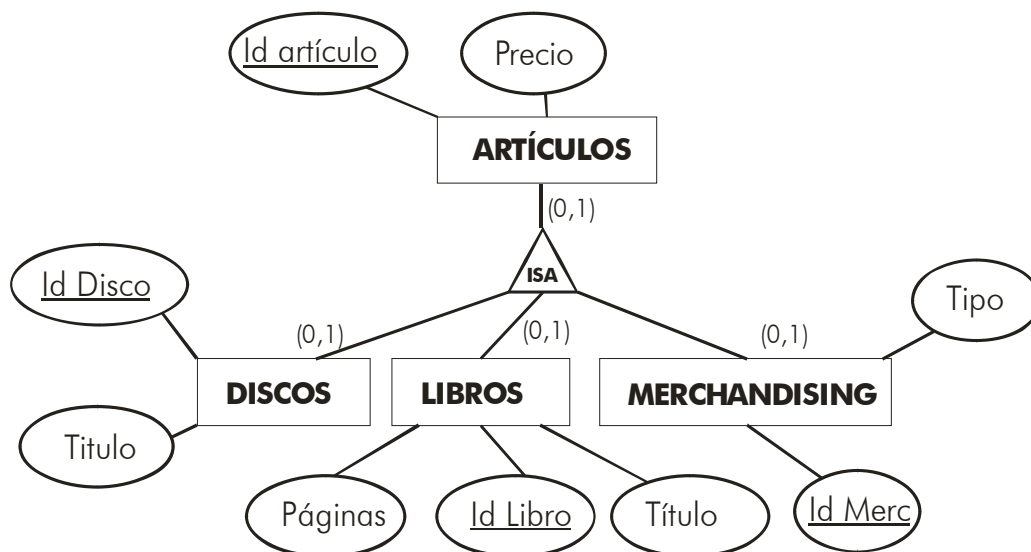 Id artículo
Precio
ARTÍCULOS
(0,1)
ISA
Id Disco
Tipo
(0,1)
(0,1)
(0,1)
DISCOS
LIBROS
MERCHANDISING
Titulo
Páginas
Id Libro
Título
Id Merc